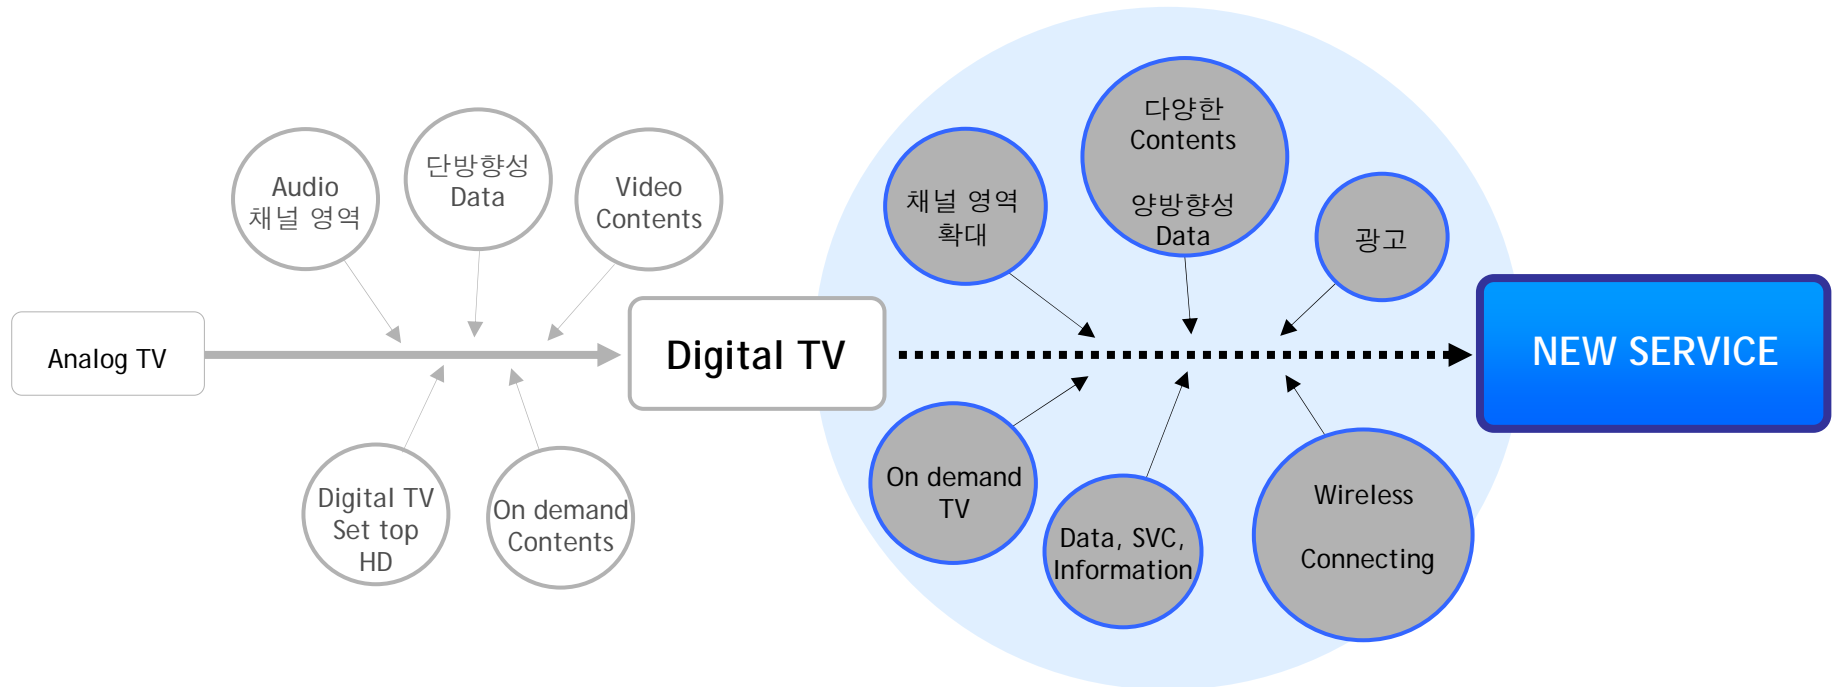 Analog TV
Audio
채널 영역
단방향성
Data
Video
Contents
Digital TV
Set top
HD
On demand
Contents
Digital TV
채널 영역
확대
다양한
Contents
양방향성
Data
광고
On demand
TV
Data, SVC,
Information
Wireless
Connecting
NEW SERVICE